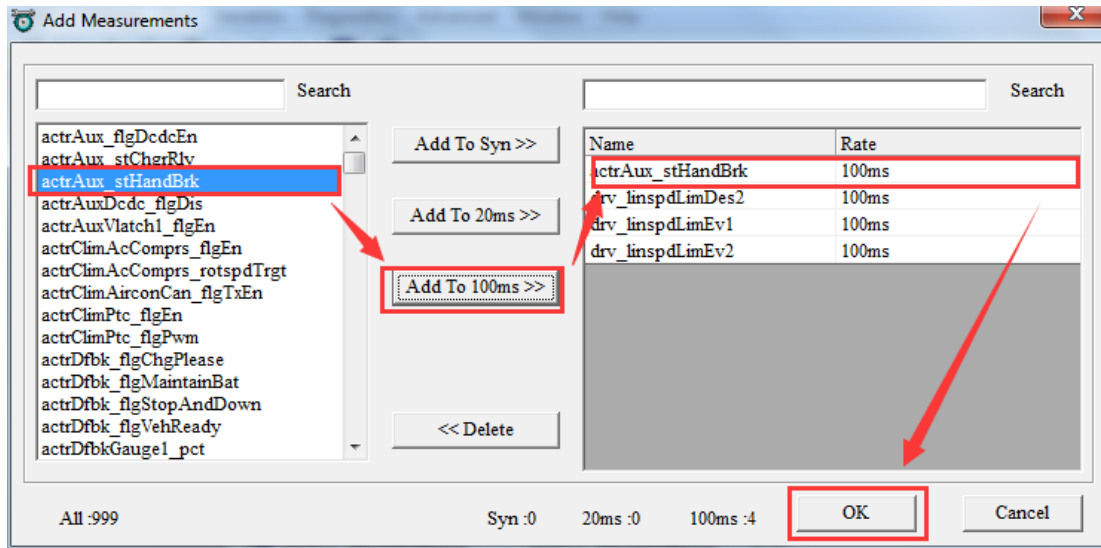 Add Measurements
Search
Search
actrAux_flgDcdcEn
actrAux_stChgrRly
actrAux_stHandBrk
actrAuxDcdc_flgDis
actrAuxVlatch1_flgEn
actrClimAcComprs_flgEn
actrClimAcComprs_rotspdTrgt
actrClimAirconCan_flgTxEn
actrClimPtc_flgEn
actrClimPtc_flgPwm
actrDfbk_flgChgPlease
actrDfbk_flgMaintainBat
actrDfbk_flgStopAndDown
actrDfbk_flgVehReady
actrDfbkGauge1_pct
Add To Syn >>
Add To 20ms >>
Add To 100ms >>
<< Delete
Name Rate
actrAux_stHandBrk 100ms
drv_linspdLimDes2 100ms
drv_linspdLimEv1 100ms
drv_linspdLimEv2 100ms
All :999 Syn :0 20ms :0 100ms :4 OK Cancel